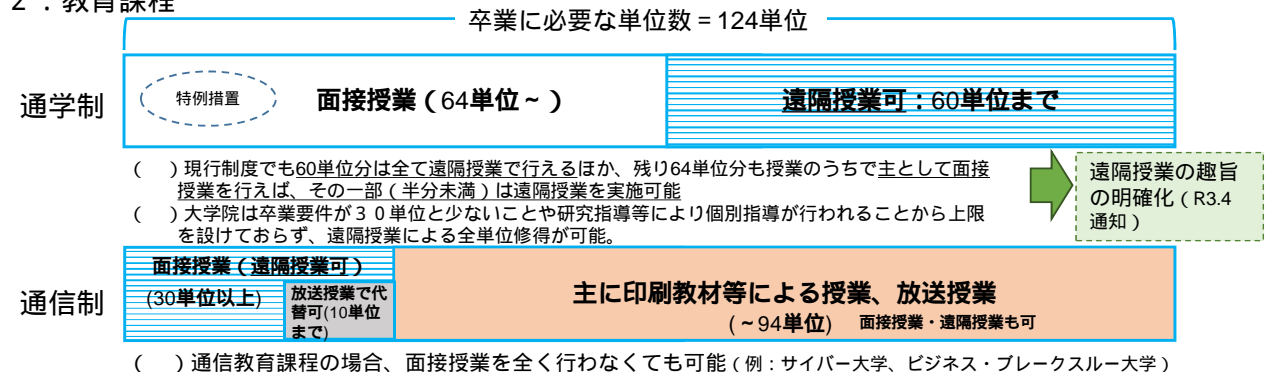 ２．教育課程
卒業に必要な単位数 = 124単位
通学制
特例措置
面接授業（64単位～）
遠隔授業可：60単位まで
（　）現行制度でも60単位分は全て遠隔授業で行えるほか、残り64単位分も授業のうちで主として面接
授業を行えば、その一部（半分未満）は遠隔授業を実施可能
（　）大学院は卒業要件が３０単位と少ないことや研究指導等により個別指導が行われることから上限
を設けておらず、遠隔授業による全単位修得が可能。
遠隔授業の趣旨
の明確化（R3.4
通知）
通信制
面接授業（遠隔授業可）
(30単位以上)
放送授業で代
替可(10単位
まで)
主に印刷教材等による授業、放送授業
(～94単位) 面接授業・遠隔授業も可
（　）通信教育課程の場合、面接授業を全く行わなくても可能（例：サイバー大学、ビジネス・ブレークスルー大学）